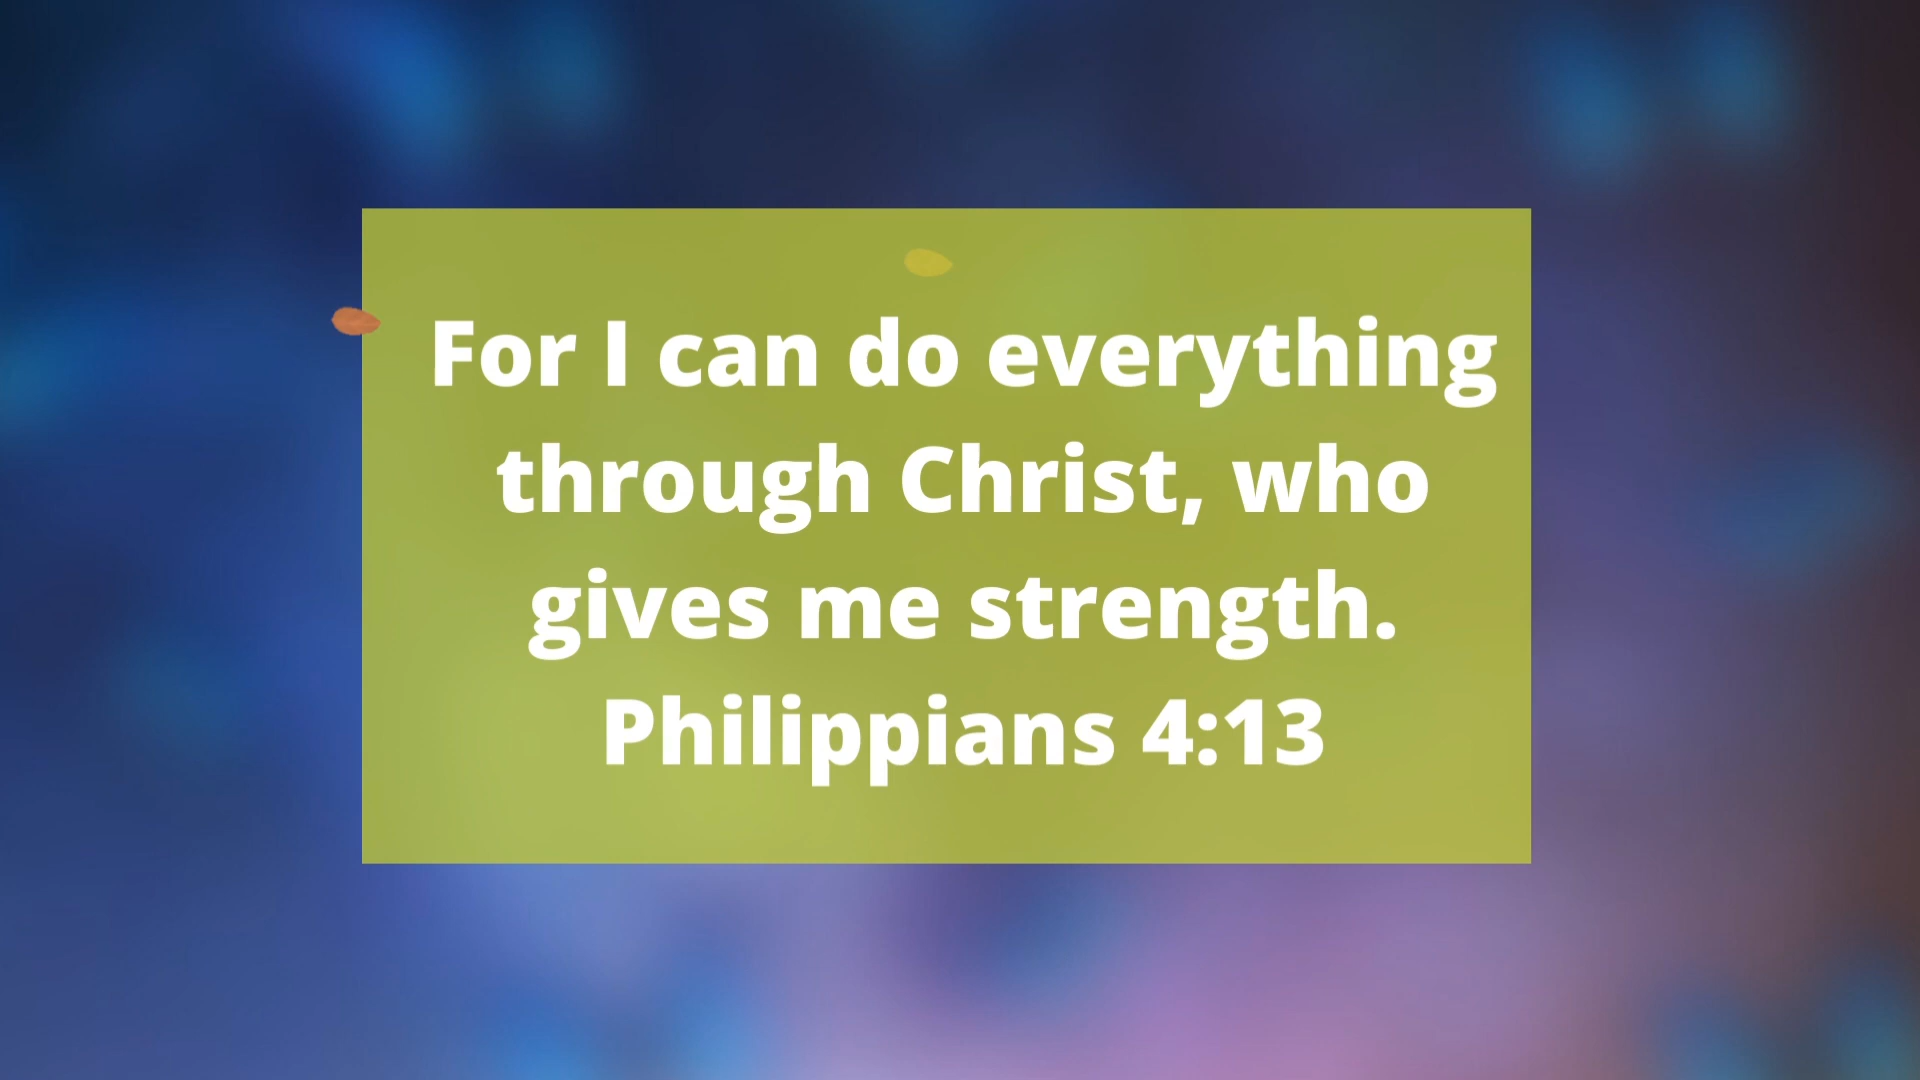 For I can do everything
through Christ, who
gives me strength.
Philippians 4:13